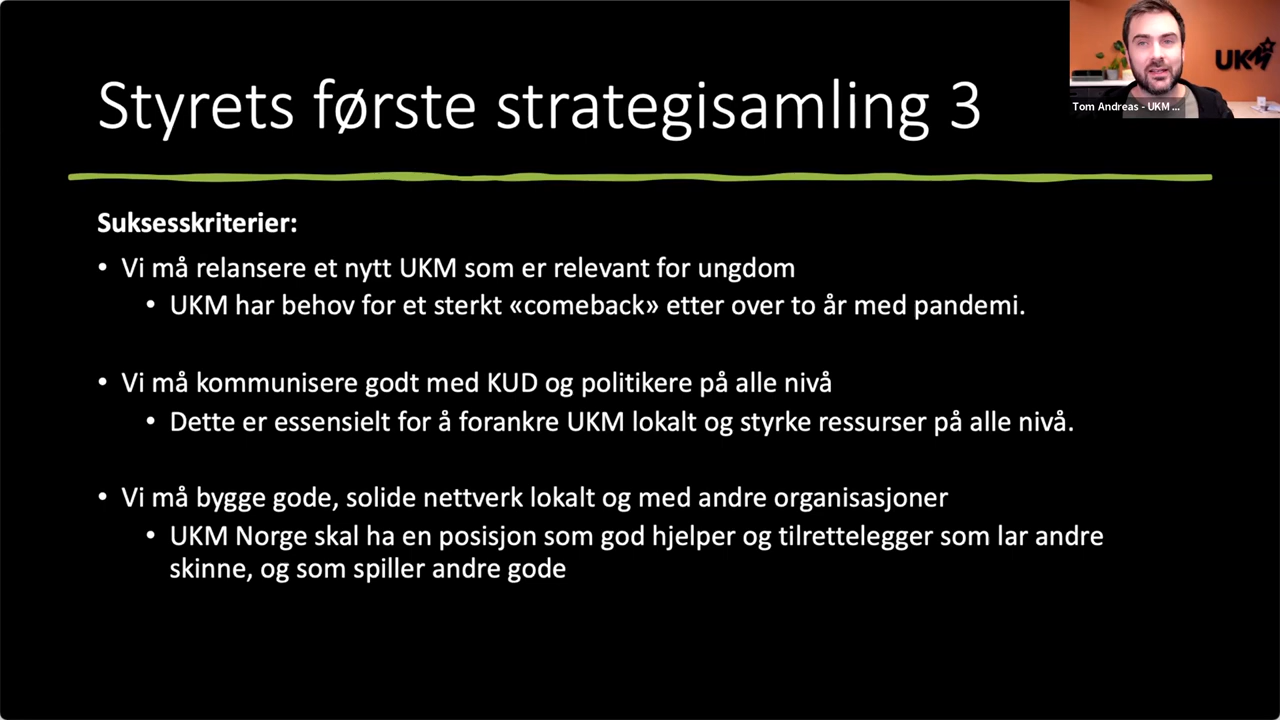 Styrets første strategisamling 3
UKM
Tom Andreas - UKM ...
Suksesskriterier:
• Vi må relansere et nytt UKM som er relevant for ungdom
• UKM har behov for et sterkt «comeback» etter over to år med pandemi.
• Vi må kommunisere godt med KUD og politikere på alle nivå
• Dette er essensielt for å forankre UKM lokalt og styrke ressurser på alle nivå.
• Vi må bygge gode, solide nettverk lokalt og med andre organisasjoner
• UKM Norge skal ha en posisjon som god hjelper og tilrettelegger som lar andre
skinne, og som spiller andre gode